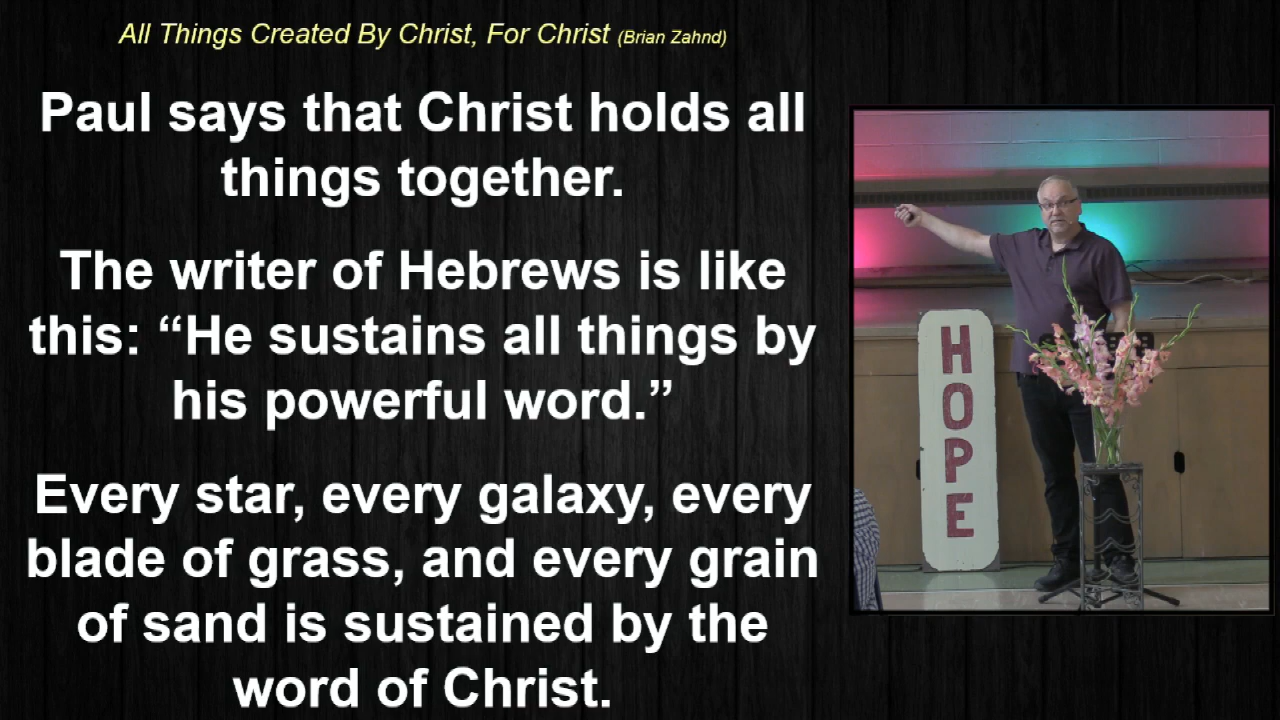 All Things Created By Christ, For Christ (Brian Zahnd)
Paul says that Christ holds all
things together.
The writer of Hebrews is like
this: “He sustains all things by
his powerful word.”
Every star, every galaxy, every
blade of grass, and every grain
of sand is sustained by the
word of Christ.
HOPE